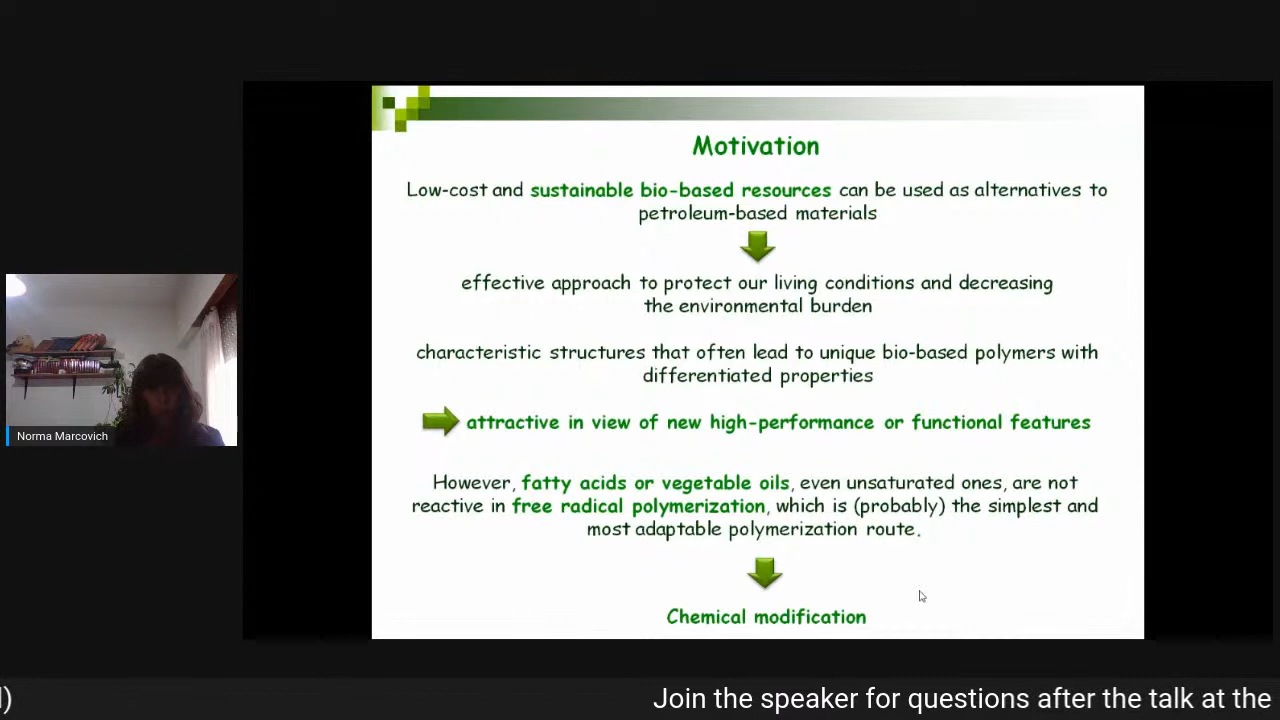 Motivation
Low-cost and sustainable bio-based resources can be used as alternatives to
petroleum-based materials
effective approach to protect our living conditions and decreasing
the environmental burden
characteristic structures that often lead to unique bio-based polymers with
differentiated properties
attractive in view of new high-performance or functional features
However, fatty acids or vegetable oils, even unsaturated ones, are not
reactive in free radical polymerization, which is (probably) the simplest and
most adaptable polymerization route.
Chemical modification
Norma Marcovich
Join the speaker for questions after the talk at the